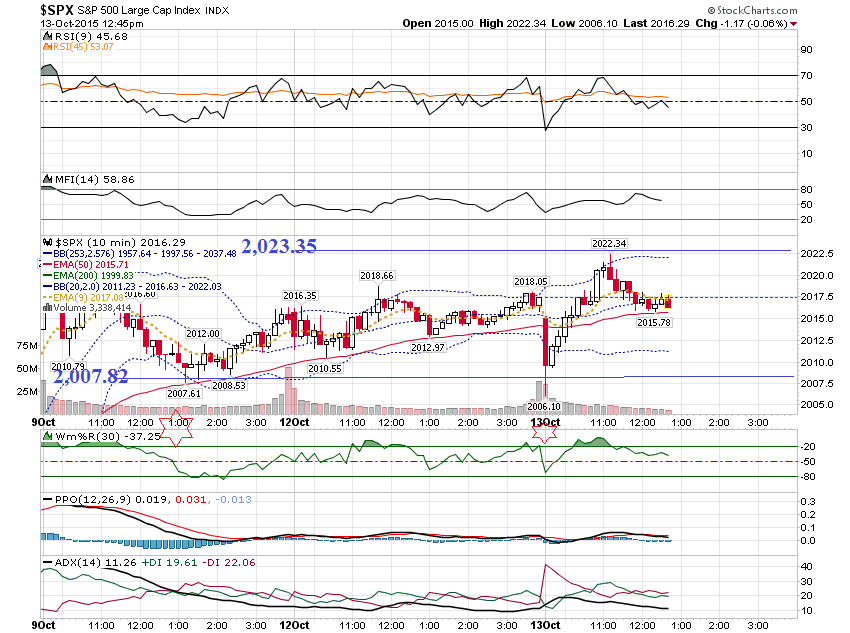 $SPX S&P 500 Large Cap Index INDX
© StockCharts.com
13-Oct-2015 12:45pm
Open 2015.00 High 2022.34 Low 2006.10 Last 2016.29 Chg -1.17 (-0.06%)
RSI(9) 45.68
RSI(45) 53.07
90
70
50
30
10
MFI(14) 58.86
80
50
20
$SPX (10 min) 2016.29
BB(253,2.576) 1957.64 - 1997.56 - 2037.48
EMA(50) 2015.71
EMA(200) 1999.83
BB(20,2.0) 2011.23 - 2016.63 - 2022.03
EMA(9) 2017.08
Volume 3,338,414
2,023.35
2022.34
2018.66
2018.05
2016.60
2016.35
2015.78
2012.00
2012.97
2010.79
2010.55
2,007.82
2008.53
2007.61
2006.10
2022.5
2020.0
2017.5
2015.0
2012.5
2010.0
2007.5
2005.0
75M
50M
25M
9Oct 11:00 12:00 1:00 2:00 3:00 12Oct 11:00 12:00 1:00 2:00 3:00 13Oct 11:00 12:00 1:00 2:00 3:00
Wm%R(30) -37.25
-20
-50
-80
PPO(12,26,9) 0.019, 0.031, -0.013
0.3
0.2
0.1
0.0
ADX(14) 11.26 +DI 19.61 -DI 22.06
40
30
20
10
9Oct 11:00 12:00 1:00 2:00 3:00 12Oct 11:00 12:00 1:00 2:00 3:00 13Oct 11:00 12:00 1:00 2:00 3:00